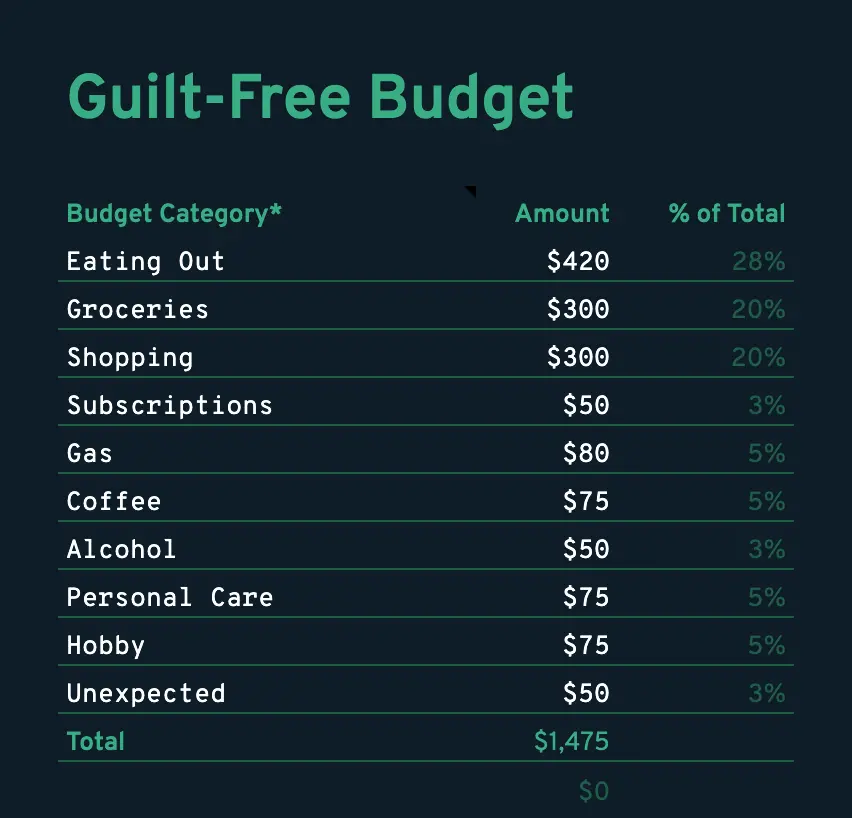 Guilt-Free Budget
Budget Category* Amount % of Total
Eating Out $420 28%
Groceries $300 20%
Shopping $300 20%
Subscriptions $50 3%
Gas $80 5%
Coffee $75 5%
Alcohol $50 3%
Personal Care $75 5%
Hobby $75 5%
Unexpected $50 3%
Total $1,475
$0